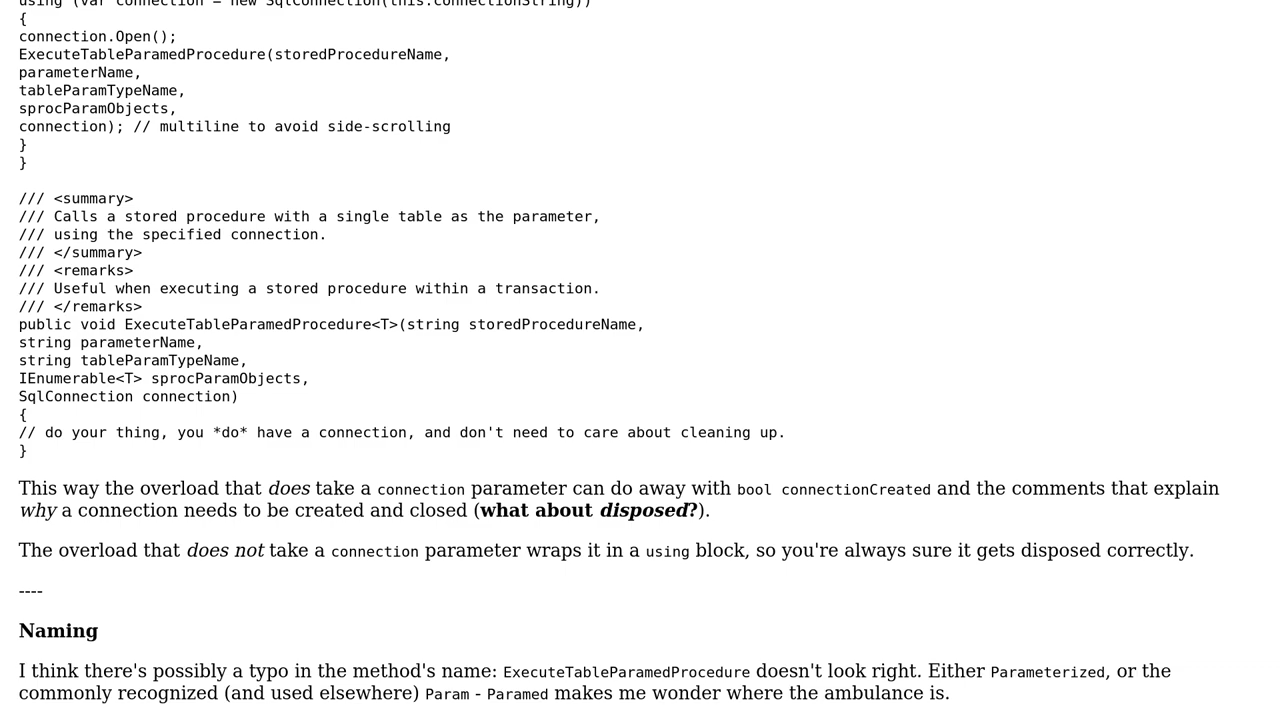 using (var connection = new SqlConnection(this.connectionString))
{
connection.Open();
ExecuteTableParamedProcedure(storedProcedureName,
parameterName,
tableParamTypeName,
sprocParamObjects,
connection); // multiline to avoid side-scrolling
}
}
/// <summary>
/// Calls a stored procedure with a single table as the parameter,
/// using the specified connection.
/// </summary>
/// <remarks>
/// Useful when executing a stored procedure within a transaction.
/// </remarks>
public void ExecuteTableParamedProcedure<T>(string storedProcedureName,
string parameterName,
string tableParamTypeName,
IEnumerable<T> sprocParamObjects,
SqlConnection connection)
{
// do your thing, you *do* have a connection, and don't need to care about cleaning up.
}
This way the overload that does take a connection parameter can do away with bool connectionCreated and the comments that explain
why a connection needs to be created and closed (what about disposed?).
The overload that does not take a connection parameter wraps it in a using block, so you're always sure it gets disposed correctly.
----
Naming
I think there's possibly a typo in the method's name: ExecuteTableParamedProcedure doesn't look right. Either Parameterized, or the
commonly recognized (and used elsewhere) Param - Paramed makes me wonder where the ambulance is.